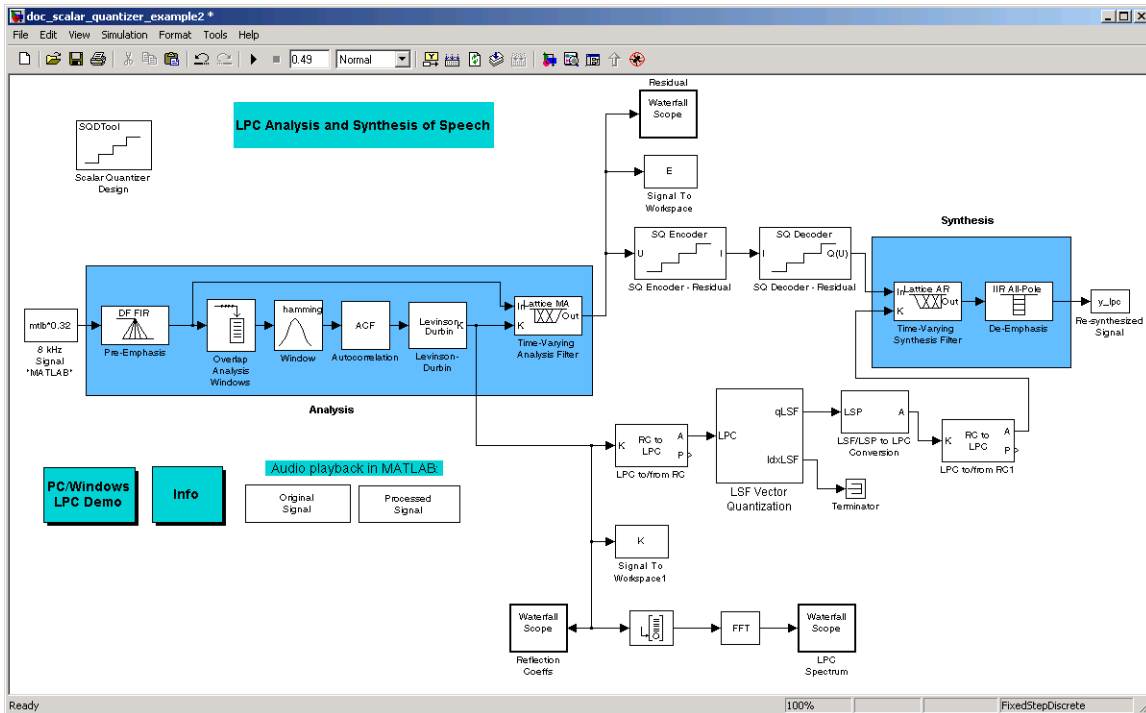 doc_scalar_quantizer_example2 *
File Edit View Simulation Format Tools Help
0.49 Normal
LPC Analysis and Synthesis of Speech
SQDTool
Scalar Quantizer
Design
Residual
Waterfall
Scope
E
Signal To
Workspace
SQ Encoder
U I
SQ Encoder - Residual
SQ Decoder
I Q(U)
SQ Decoder - Residual
Synthesis
Lattice AR
In Out
K
Time-Varying
Synthesis Filter
IIR All-Pole
De-Emphasis
y_lpc
Re-synthesized
Signal
mtlb*0.32
8 kHz
Signal
"MATLAB"
DF FIR
Pre-Emphasis
Overlap
Analysis
Windows
hamming
Window
ACF
Autocorrelation
Levinson
Durbin
K
Levinson-
Durbin
Lattice MA
In Out
K
Time-Varying
Analysis Filter
Analysis
K RC to LPC A P
LPC to/from RC
LPC qLSF IdxLSF
LSF Vector
Quantization
LSP A
LSF/LSP to LPC
Conversion
K RC to LPC A P
LPC to/from RC1
Terminator
PC/Windows
LPC Demo
Info
Audio playback in MATLAB:
Original
Signal
Processed
Signal
K
Signal To
Workspace1
Waterfall
Scope
Reflection
Coeffs
FFT
Waterfall
Scope
LPC
Spectrum
Ready 100% FixedStepDiscrete